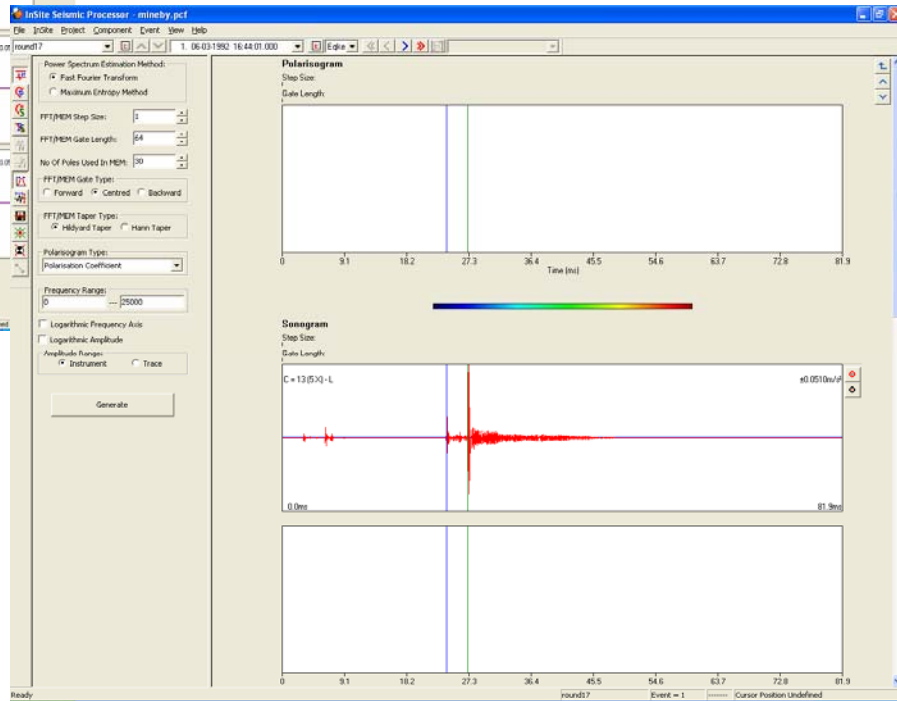 InSite Seismic Processor - mineby.pcf
File InSite Project Component Event View Help
round17 1. 06-03-1992 16:44:01.000 Eqke
Power Spectrum Estimation Method:
Fast Fourier Transform
Maximum Entropy Method
FFT/MEM Step Size: 1
FFT/MEM Gate Length: 64
No Of Poles Used In MEM: 30
FFT/MEM Gate Type:
Forward Centred Backward
FFT/MEM Taper Type:
Hildyard Taper Hann Taper
Polarisogram Type:
Polarisation Coefficient
Frequency Range:
0 --- 25000
Logarithmic Frequency Axis
Logarithmic Amplitude
Amplitude Range:
Instrument Trace
Generate
Polarisogram
Step Size:
Gate Length:
0 9.1 18.2 27.3 36.4 45.5 54.6 63.7 72.8 81.9
Time (ms)
Sonogram
Step Size:
Gate Length:
C = 13 (5X) - L ±0.0510m/s²
0.0ms 81.9ms
0 9.1 18.2 27.3 36.4 45.5 54.6 63.7 72.8 81.9
Ready round17 Event = 1 ------ Cursor Position Undefined